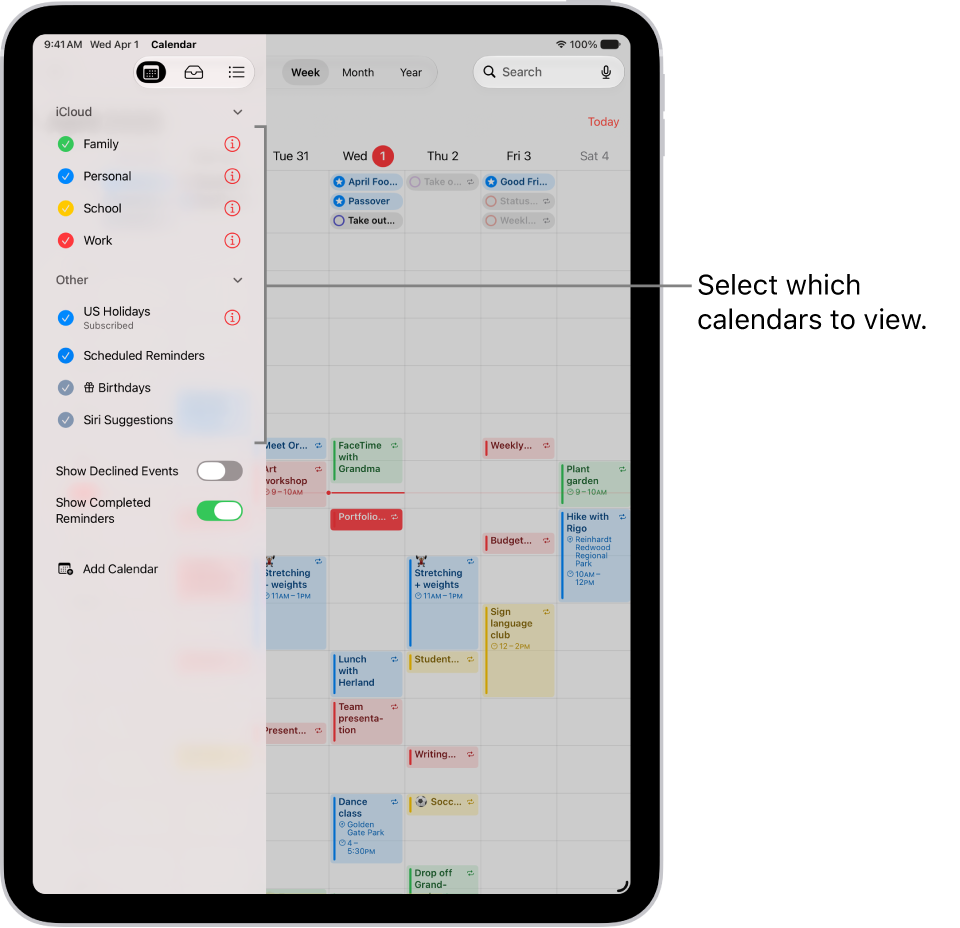 9:41 AM Wed Apr 1 Calendar
100%
Week Month Year
Search
iCloud
Family
Personal
School
Work
Other
US Holidays
Subscribed
Scheduled Reminders
Birthdays
Siri Suggestions
Show Declined Events
Show Completed
Reminders
Add Calendar
Today
Tue 31 Wed 1 Thu 2 Fri 3 Sat 4
April Foo... Take o... Good Fri...
Passover Status...
Take out... Weekl...
Meet Or...
Art
workshop
9 – 10AM
Stretching
+ weights
11AM – 1PM
Present...
FaceTime
with
Grandma
Portfolio...
Lunch
with
Herland
Team
presenta-
tion
Dance
class
Golden
Gate Park
4 –
5:30PM
Stretching
+ weights
11AM – 1PM
Student...
Writing...
Socc...
Drop off
Grand-
Weekly...
Budget...
Sign
language
club
12 – 2PM
Plant
garden
9 – 10AM
Hike with
Rigo
Reinhardt
Redwood
Regional
Park
10AM –
12PM
Select which
calendars to view.